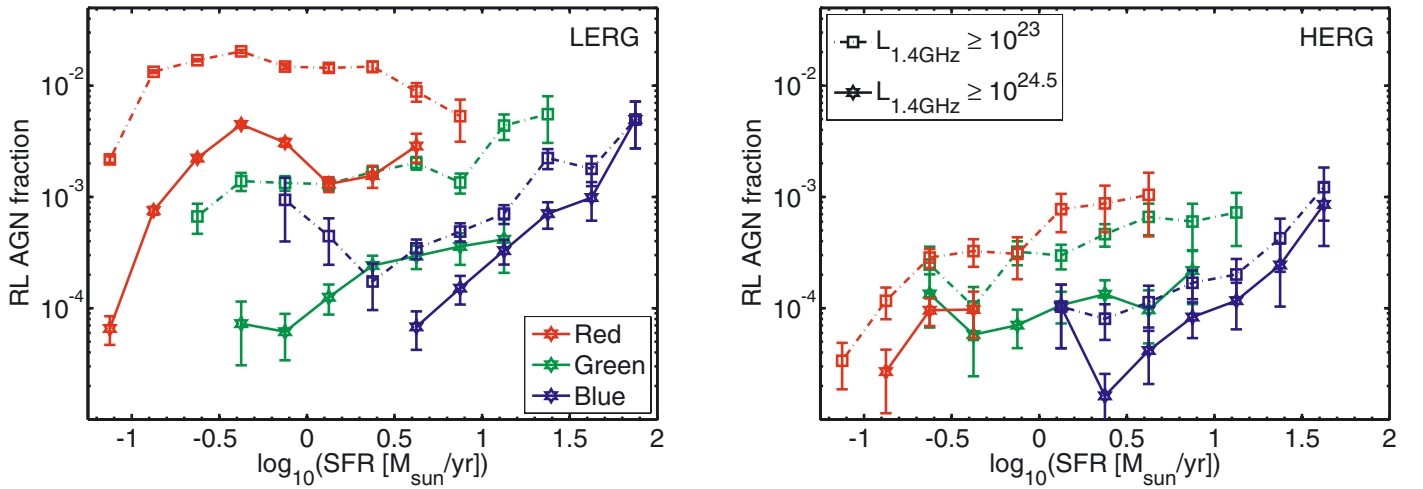 LERG
RL AGN fraction
10^-2
10^-3
10^-4
-1 -0.5 0 0.5 1 1.5 2
log10(SFR [Msun/yr])
Red
Green
Blue
HERG
L1.4GHz ≥ 10^23
L1.4GHz ≥ 10^24.5
RL AGN fraction
10^-2
10^-3
10^-4
-1 -0.5 0 0.5 1 1.5 2
log10(SFR [Msun/yr])